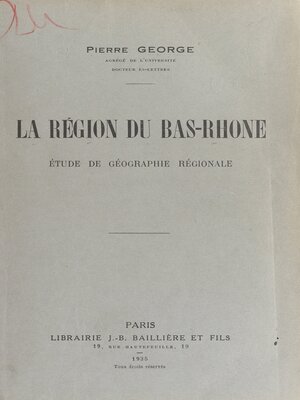 PIERRE GEORGE
AGRÉGÉ DE L'UNIVERSITÉ
DOCTEUR ÈS-LETTRES
LA RÉGION DU BAS-RHONE
ÉTUDE DE GÉOGRAPHIE RÉGIONALE
PARIS
LIBRAIRIE J.-B. BAILLIÈRE ET FILS
19, RUE HAUTEFEUILLE, 19
1935
Tous droits réservés